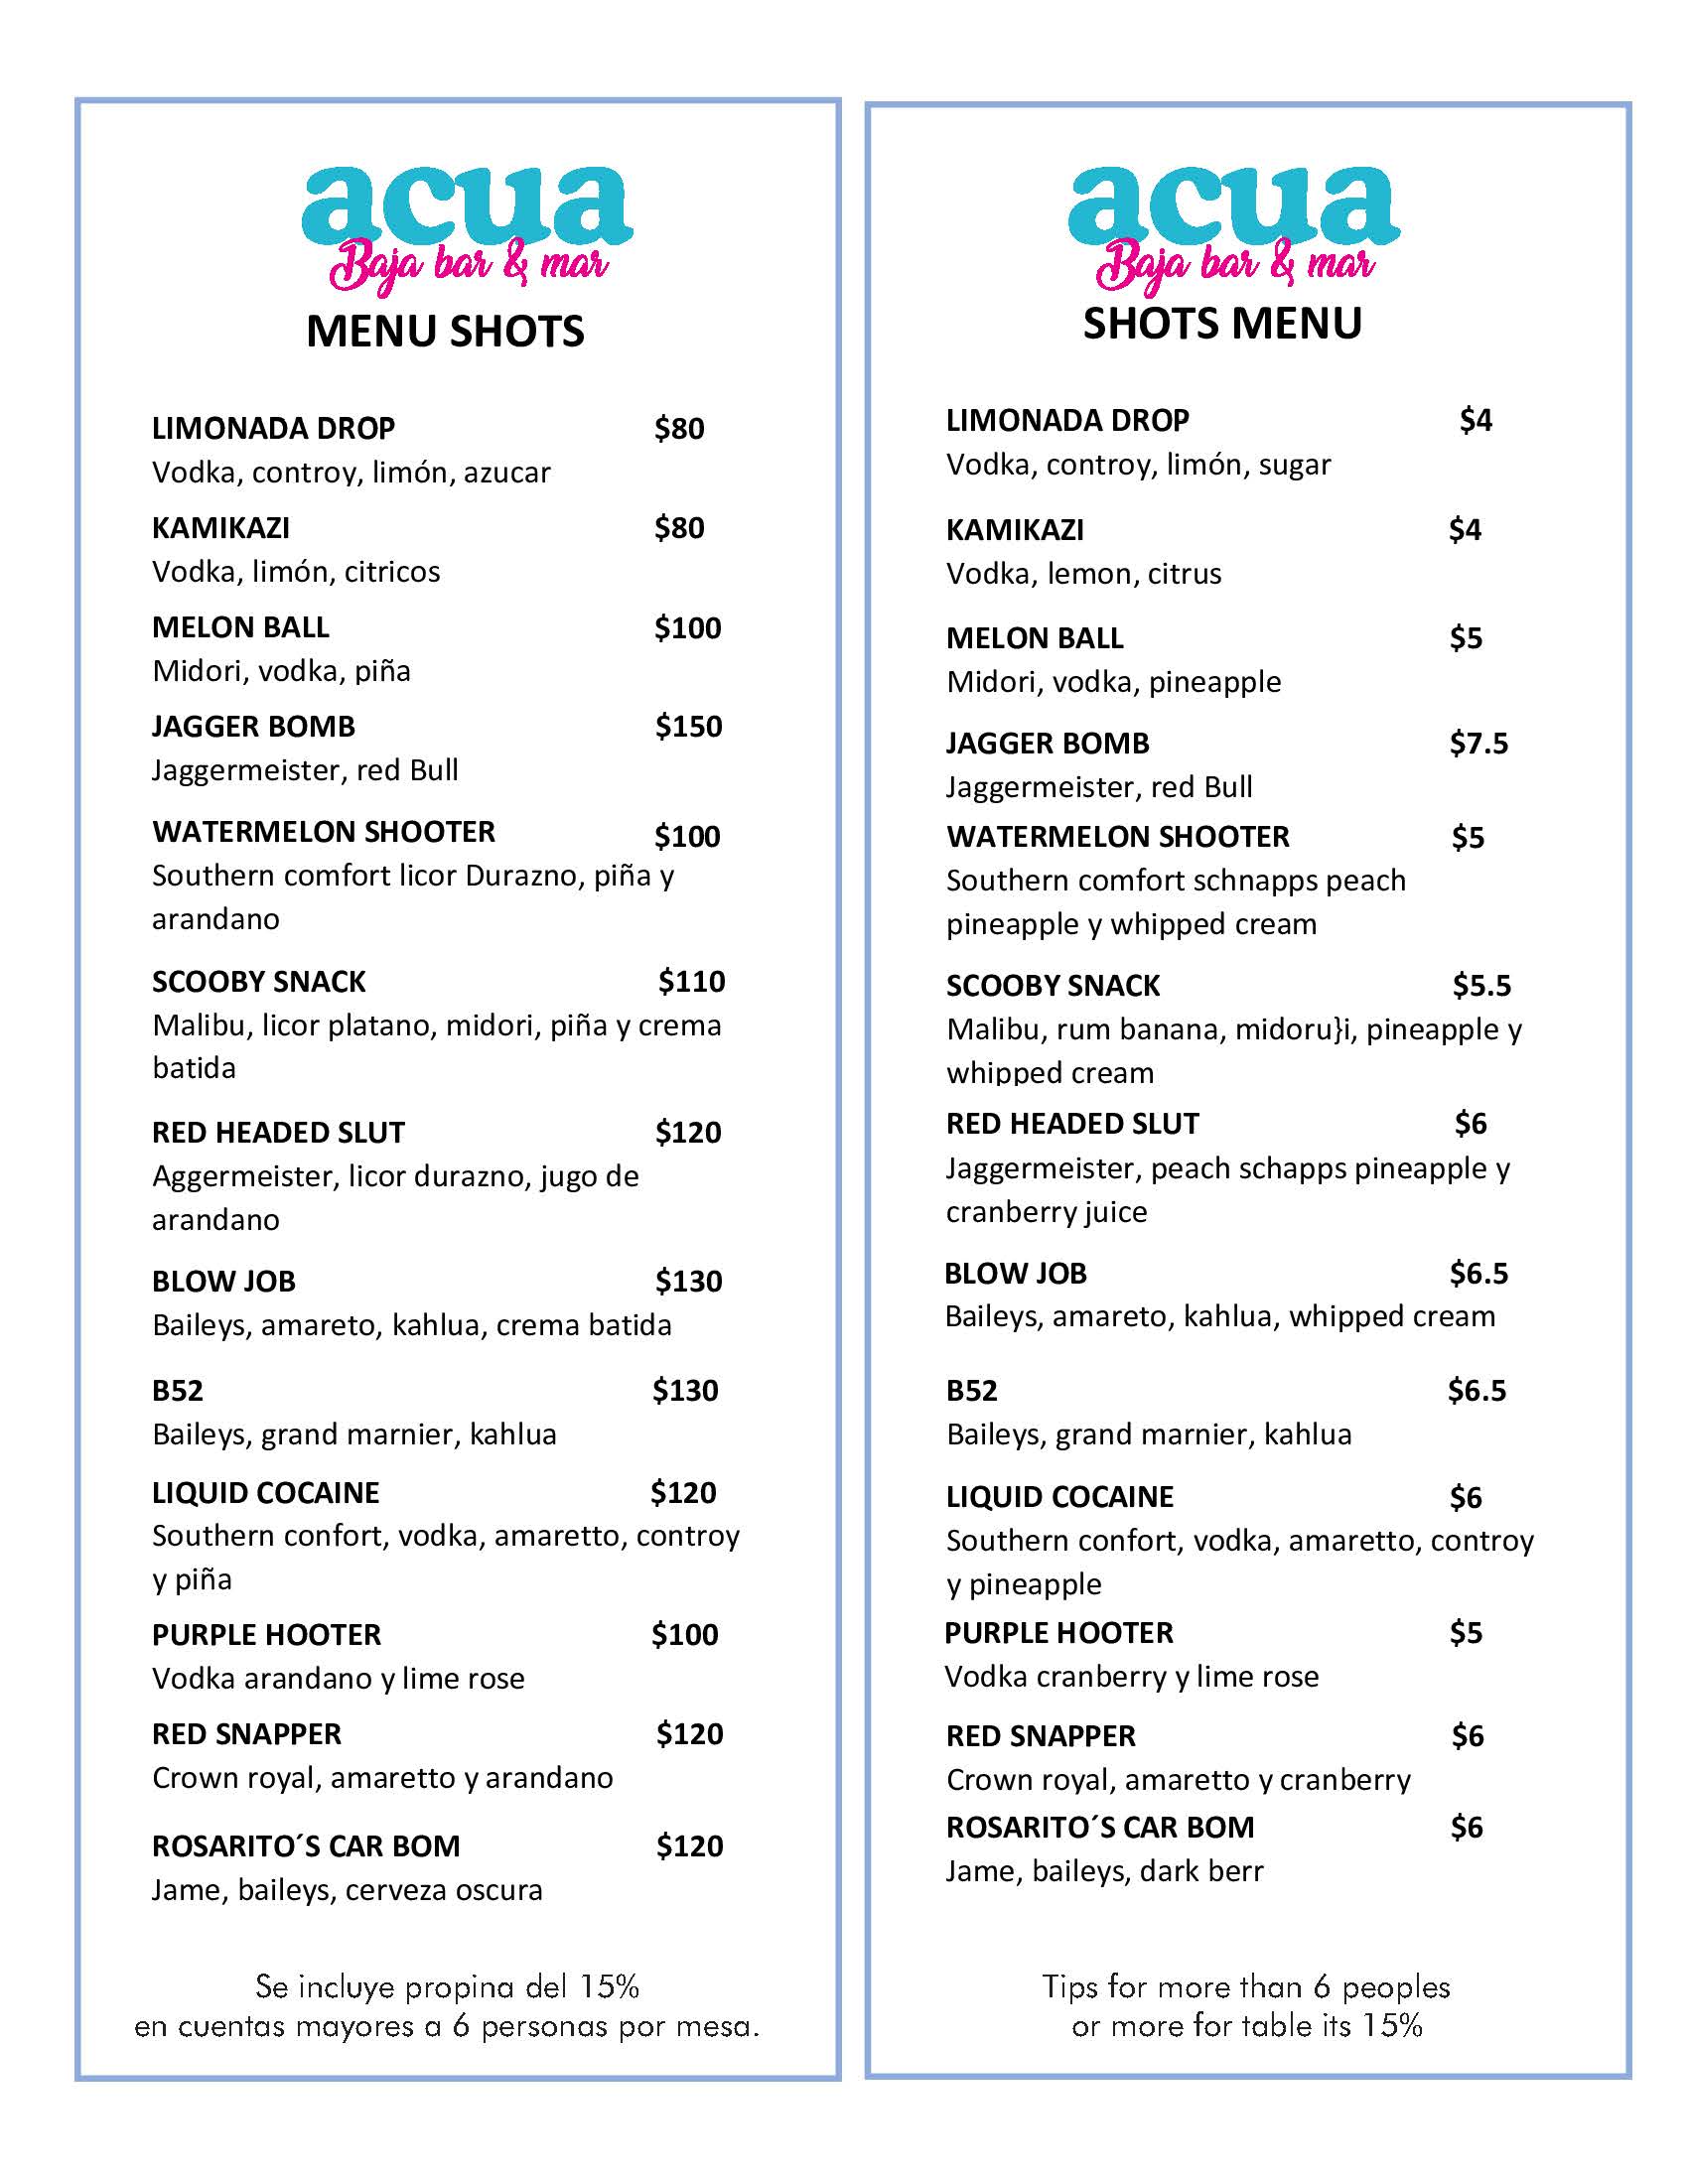 acua
Baja bar & mar
MENU SHOTS
LIMONADA DROP $80
Vodka, controy, limón, azucar
KAMIKAZI $80
Vodka, limón, citricos
MELON BALL $100
Midori, vodka, piña
JAGGER BOMB $150
Jaggermeister, red Bull
WATERMELON SHOOTER $100
Southern comfort licor Durazno, piña y
arandano
SCOOBY SNACK $110
Malibu, licor platano, midori, piña y crema
batida
RED HEADED SLUT $120
Aggermeister, licor durazno, jugo de
arandano
BLOW JOB $130
Baileys, amareto, kahlua, crema batida
B52 $130
Baileys, grand marnier, kahlua
LIQUID COCAINE $120
Southern confort, vodka, amaretto, controy
y piña
PURPLE HOOTER $100
Vodka arandano y lime rose
RED SNAPPER $120
Crown royal, amaretto y arandano
ROSARITO´S CAR BOM $120
Jame, baileys, cerveza oscura
Se incluye propina del 15%
en cuentas mayores a 6 personas por mesa.
acua
Baja bar & mar
SHOTS MENU
LIMONADA DROP $4
Vodka, controy, limón, sugar
KAMIKAZI $4
Vodka, lemon, citrus
MELON BALL $5
Midori, vodka, pineapple
JAGGER BOMB $7.5
Jaggermeister, red Bull
WATERMELON SHOOTER $5
Southern comfort schnapps peach
pineapple y whipped cream
SCOOBY SNACK $5.5
Malibu, rum banana, midoru}i, pineapple y
whipped cream
RED HEADED SLUT $6
Jaggermeister, peach schapps pineapple y
cranberry juice
BLOW JOB $6.5
Baileys, amareto, kahlua, whipped cream
B52 $6.5
Baileys, grand marnier, kahlua
LIQUID COCAINE $6
Southern confort, vodka, amaretto, controy
y pineapple
PURPLE HOOTER $5
Vodka cranberry y lime rose
RED SNAPPER $6
Crown royal, amaretto y cranberry
ROSARITO´S CAR BOM $6
Jame, baileys, dark berr
Tips for more than 6 peoples
or more for table its 15%